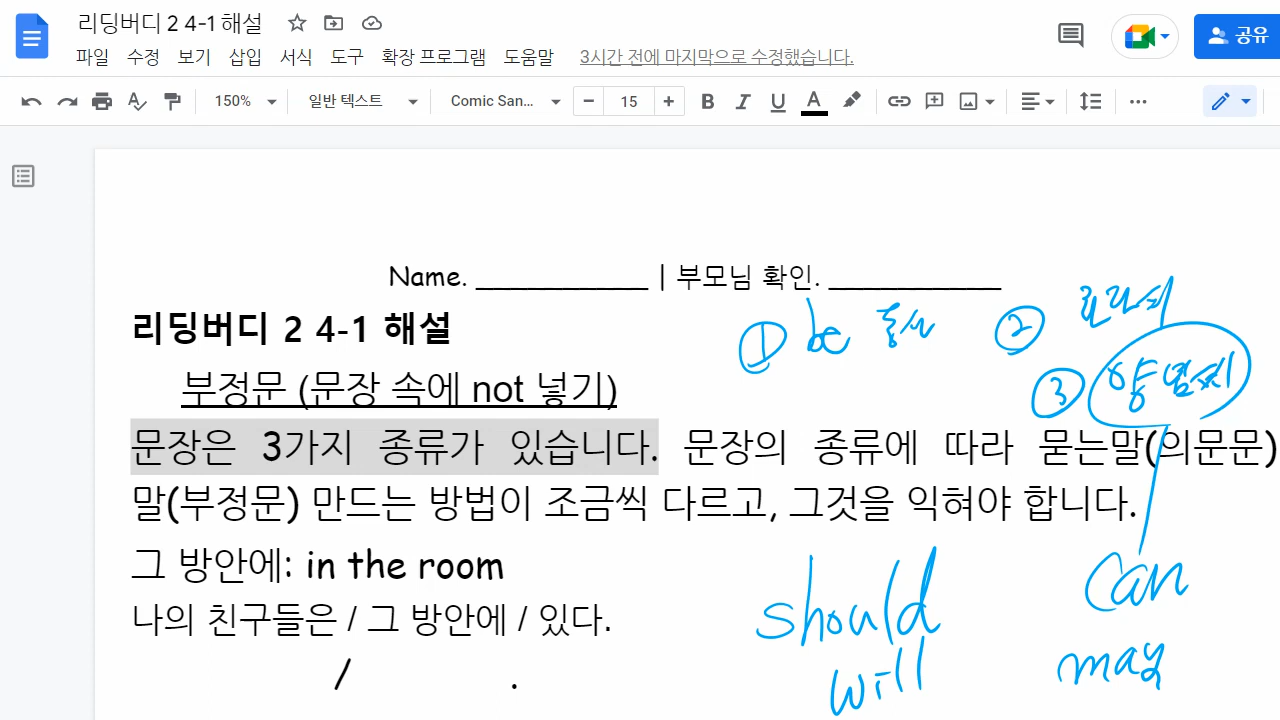 리딩버디 2 4-1 해설
파일 수정 보기 삽입 서식 도구 확장 프로그램 도움말 3시간 전에 마지막으로 수정했습니다.
공유
150% 일반 텍스트 Comic San... 15 B I U A
Name. ___________ | 부모님 확인. ___________
리딩버디 2 4-1 해설
① be ②
③ 양념씨
부정문 (문장 속에 not 넣기)
문장은 3가지 종류가 있습니다. 문장의 종류에 따라 묻는말(의문문)
말(부정문) 만드는 방법이 조금씩 다르고, 그것을 익혀야 합니다.
그 방안에: in the room
나의 친구들은 / 그 방안에 / 있다.
/ .
should can
will may